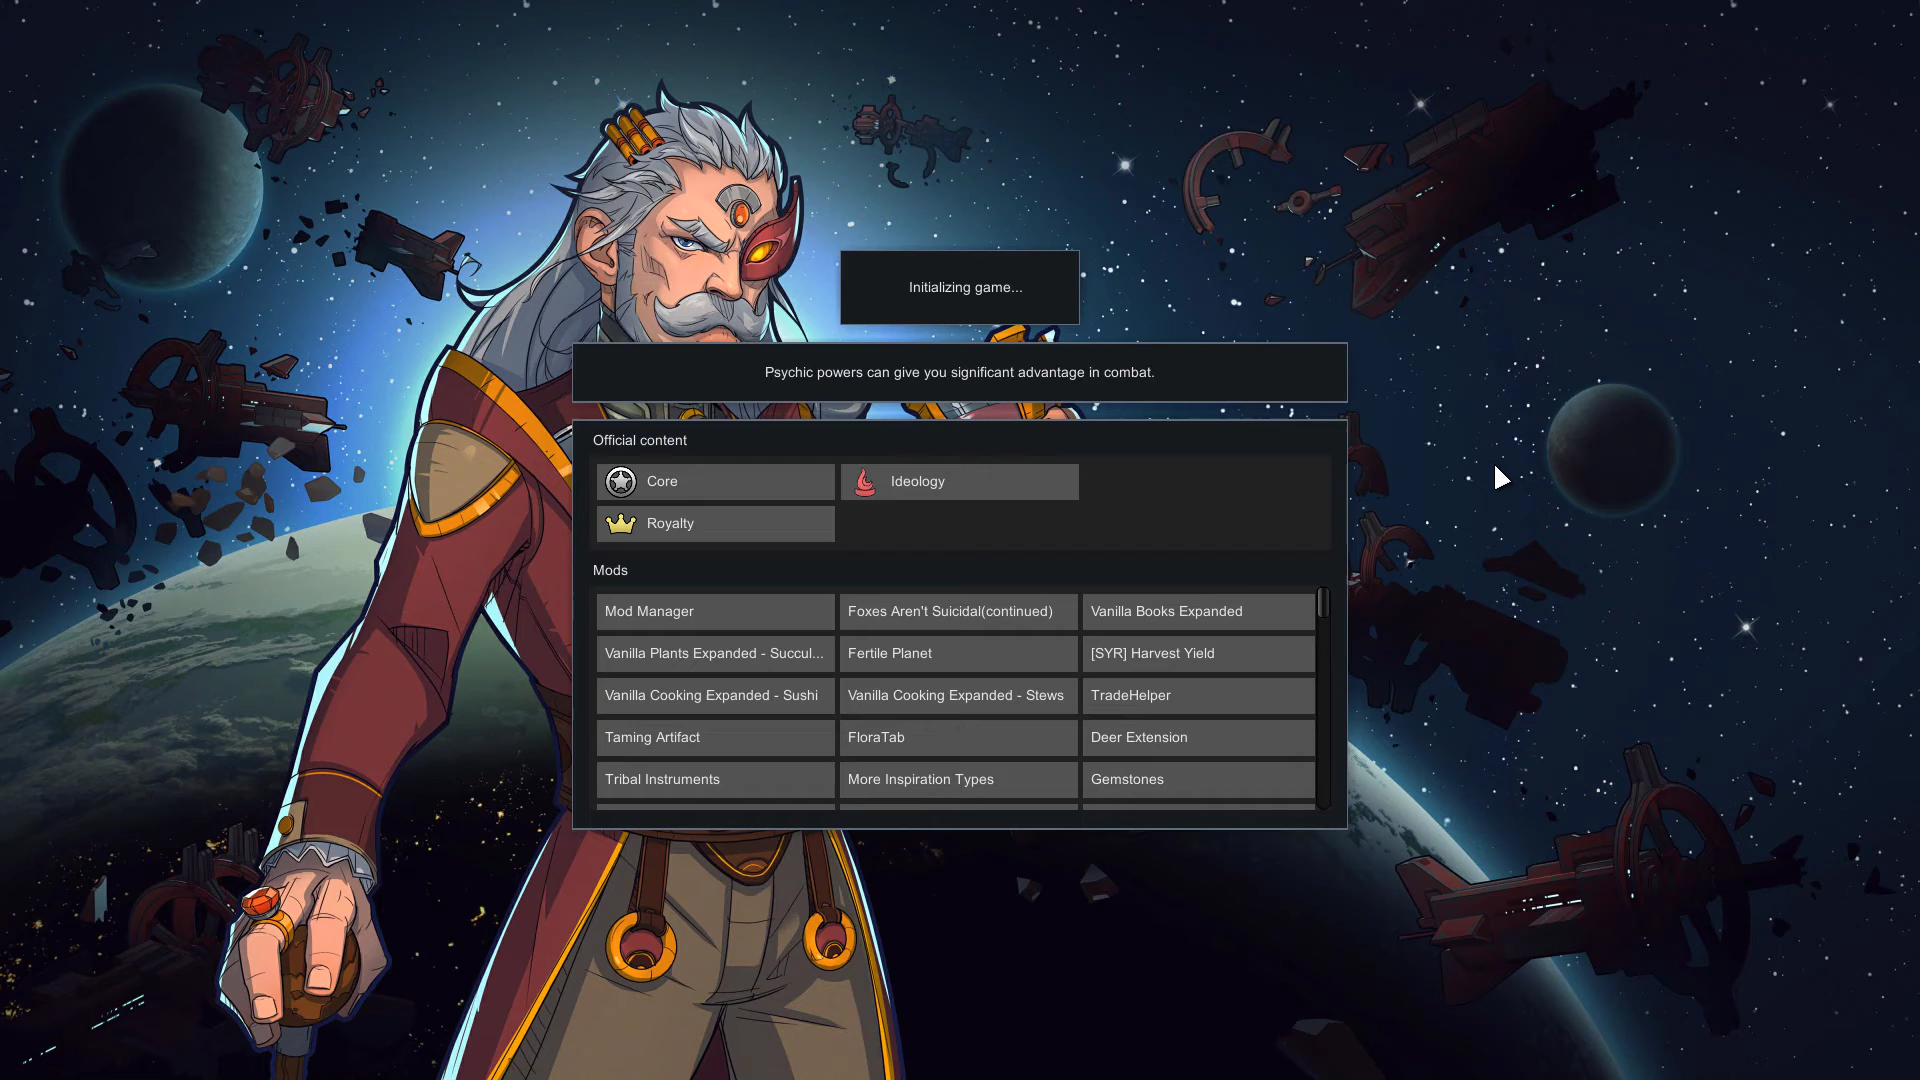 Initializing game...
Psychic powers can give you significant advantage in combat.
Official content
Core
Ideology
Royalty
Mods
Mod Manager
Foxes Aren't Suicidal(continued)
Vanilla Books Expanded
Vanilla Plants Expanded - Succul...
Fertile Planet
[SYR] Harvest Yield
Vanilla Cooking Expanded - Sushi
Vanilla Cooking Expanded - Stews
TradeHelper
Taming Artifact
FloraTab
Deer Extension
Tribal Instruments
More Inspiration Types
Gemstones